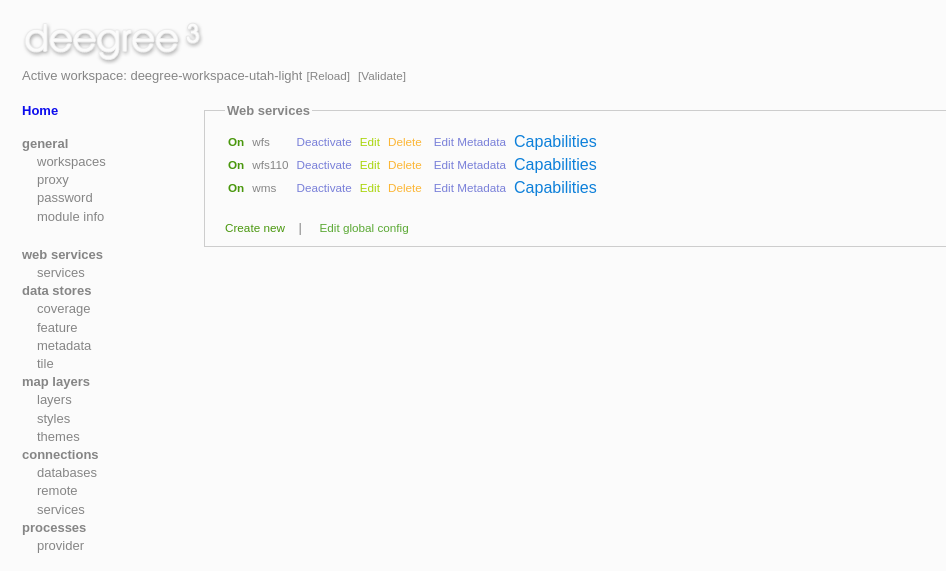 deegree 3
Active workspace: deegree-workspace-utah-light [Reload] [Validate]
Home
general
workspaces
proxy
password
module info
web services
services
data stores
coverage
feature
metadata
tile
map layers
layers
styles
themes
connections
databases
remote
services
processes
provider
Web services
On wfs Deactivate Edit Delete Edit Metadata Capabilities
On wfs110 Deactivate Edit Delete Edit Metadata Capabilities
On wms Deactivate Edit Delete Edit Metadata Capabilities
Create new | Edit global config